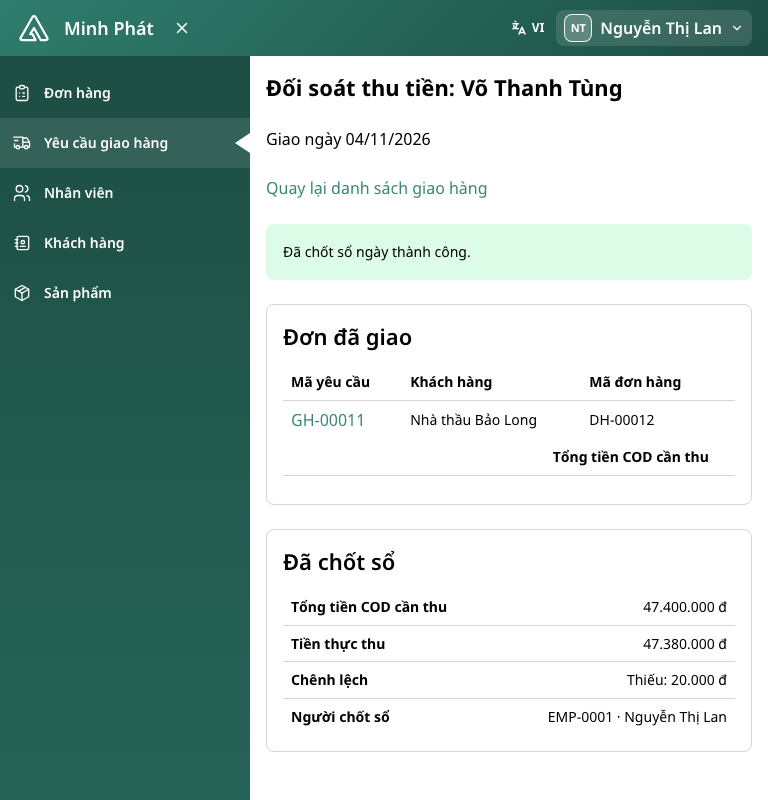 Minh Phát
VI
NT
Nguyễn Thị Lan
Đơn hàng
Yêu cầu giao hàng
Nhân viên
Khách hàng
Sản phẩm
Đối soát thu tiền: Võ Thanh Tùng
Giao ngày 04/11/2026
Quay lại danh sách giao hàng
Đã chốt sổ ngày thành công.
Đơn đã giao
Mã yêu cầu Khách hàng Mã đơn hàng
GH-00011 Nhà thầu Bảo Long DH-00012
Tổng tiền COD cần thu
Đã chốt sổ
Tổng tiền COD cần thu 47.400.000 đ
Tiền thực thu 47.380.000 đ
Chênh lệch Thiếu: 20.000 đ
Người chốt sổ EMP-0001 · Nguyễn Thị Lan